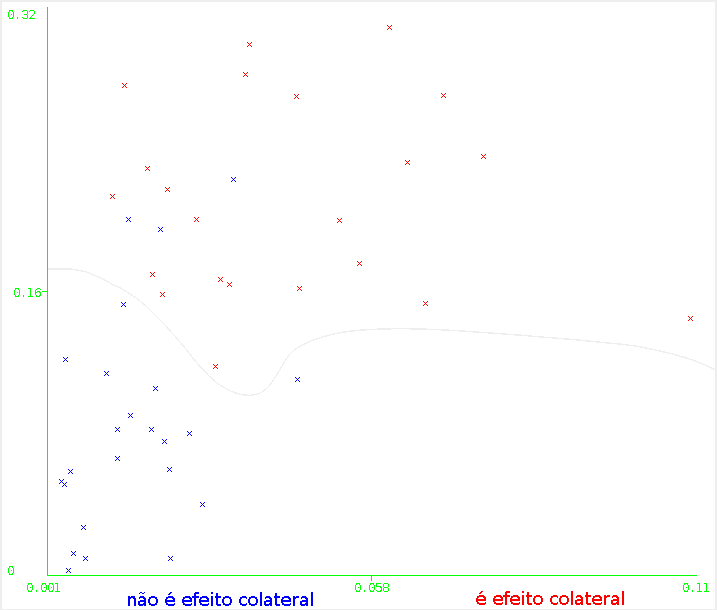 0.32
0.16
0
0.001 0.058 0.11
não é efeito colateral é efeito colateral